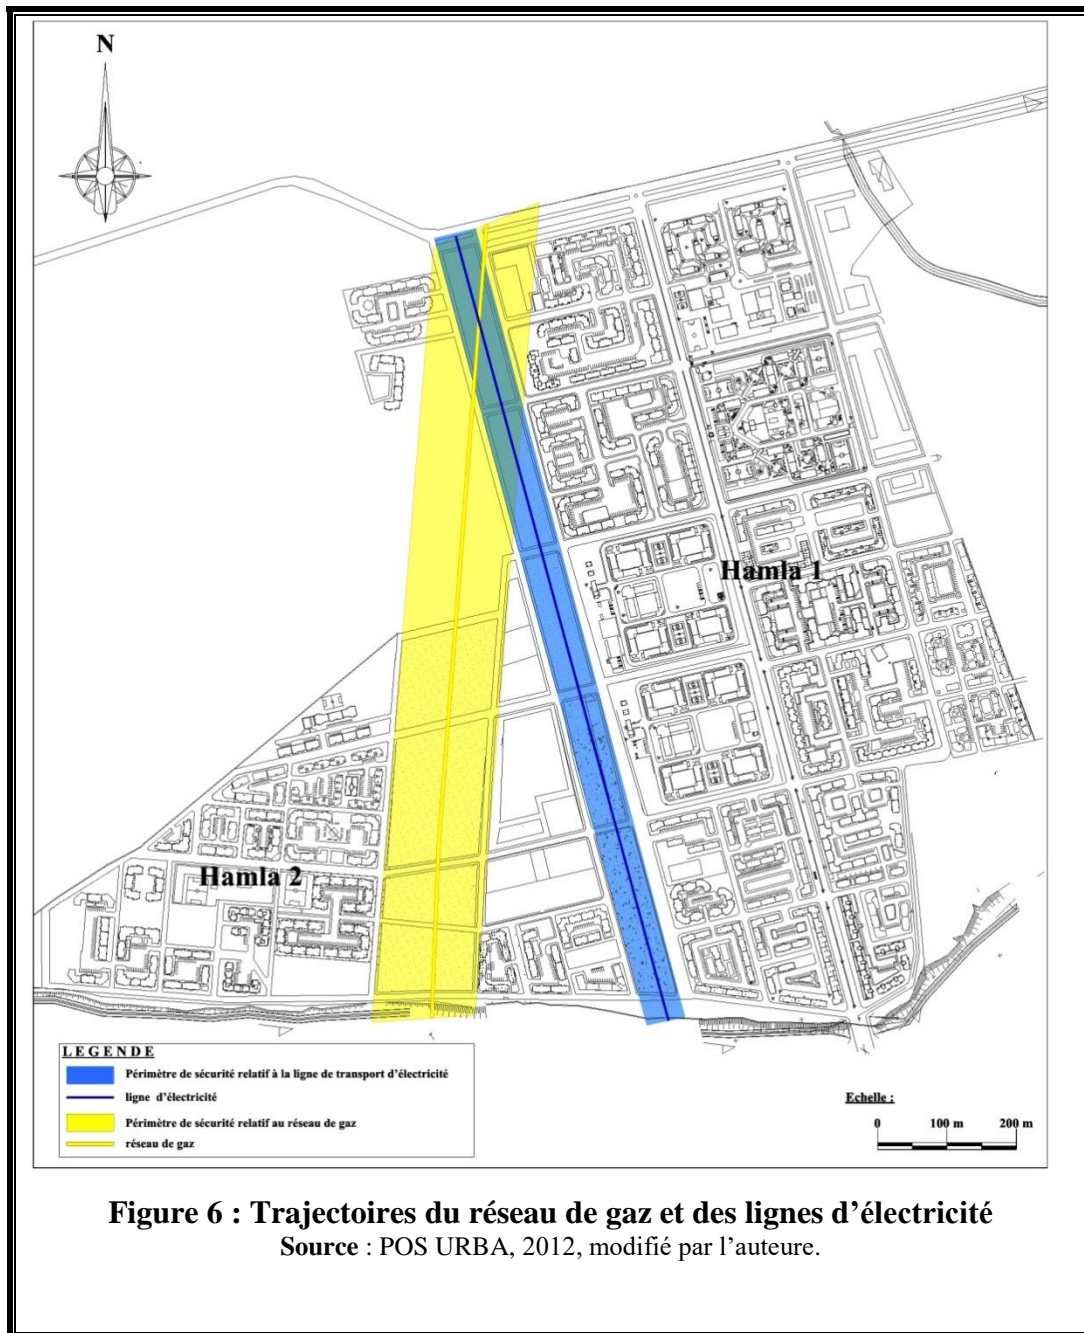 N
Hamla 1
Hamla 2
LEGENDE
Périmètre de sécurité relatif à la ligne de transport d'électricité
ligne d'électricité
Périmètre de sécurité relatif au réseau de gaz
réseau de gaz
Echelle :
0 100 m 200 m
Figure 6 : Trajectoires du réseau de gaz et des lignes d'électricité
Source : POS URBA, 2012, modifié par l'auteure.